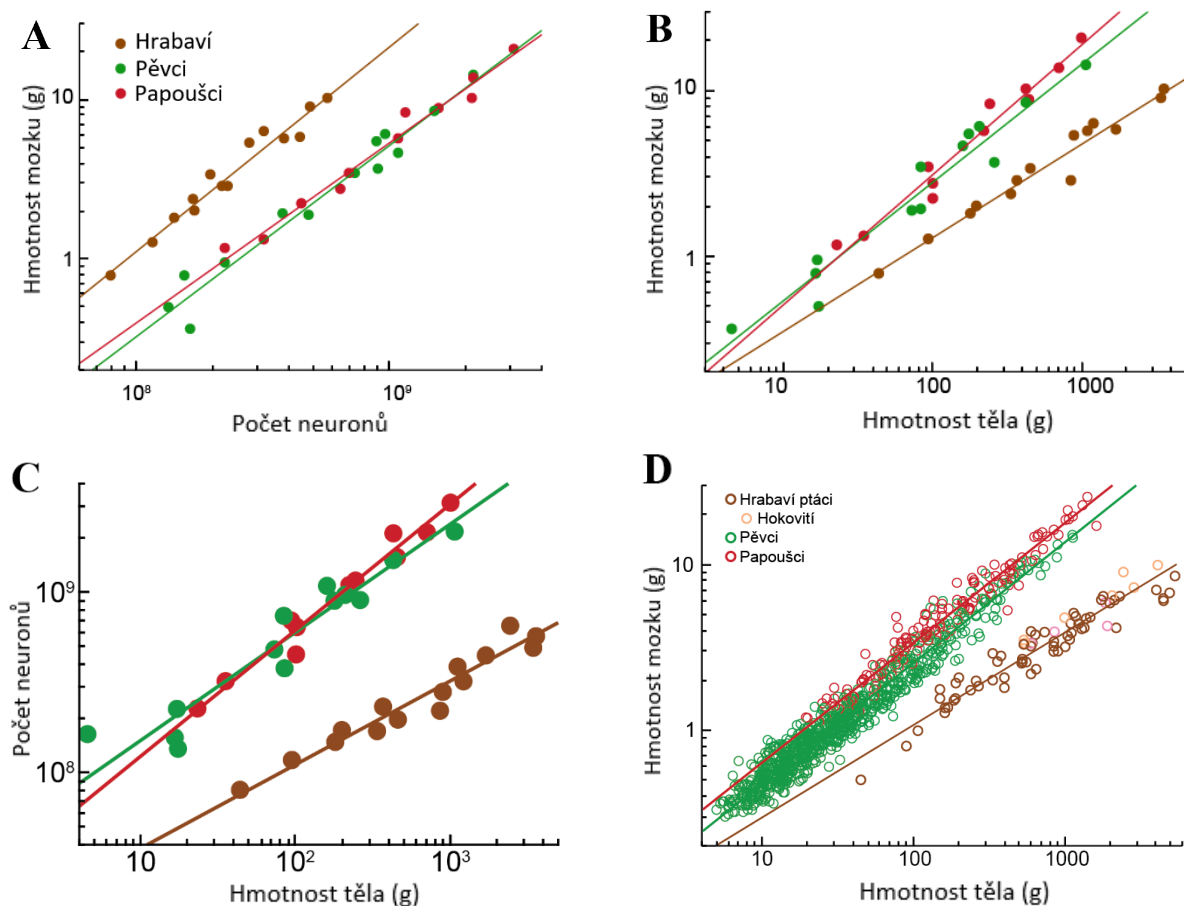 A
Hrabaví
Pěvci
Papoušci
Hmotnost mozku (g)
10
1
10⁸
10⁹
Počet neuronů
B
Hmotnost mozku (g)
10
1
10
100
1000
Hmotnost těla (g)
C
Počet neuronů
10⁹
10⁸
10
10²
10³
Hmotnost těla (g)
D
Hrabaví ptáci
Hokovití
Pěvci
Papoušci
Hmotnost mozku (g)
10
1
10
100
1000
Hmotnost těla (g)